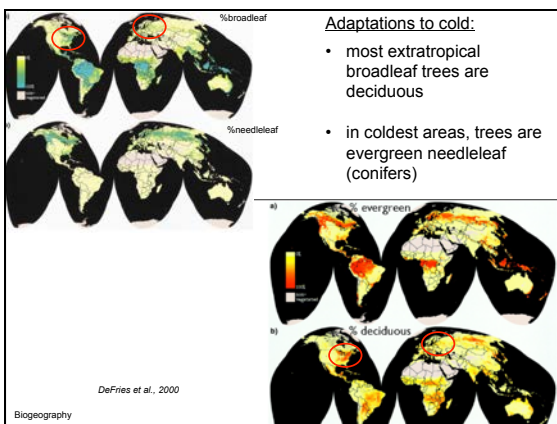 %broadleaf
%needleleaf
Adaptations to cold:
• most extratropical
broadleaf trees are
deciduous
• in coldest areas, trees are
evergreen needleleaf
(conifers)
a)
% evergreen
b)
% deciduous
DeFries et al., 2000
Biogeography